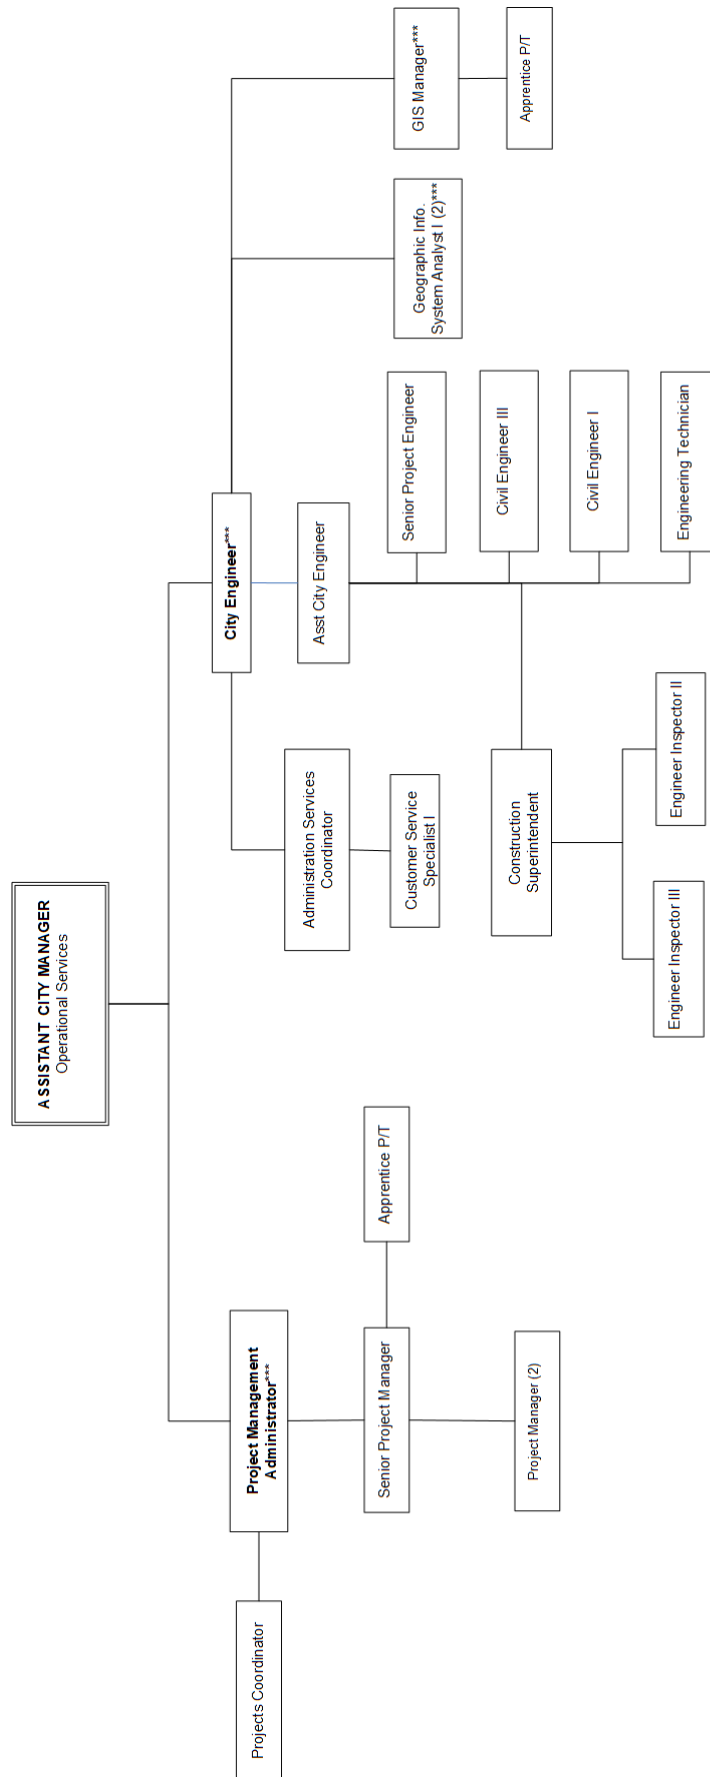 ASSISTANT CITY MANAGER
Operational Services
Project Management
Administrator***
City Engineer***
Projects Coordinator
Senior Project Manager
Apprentice P/T
Project Manager (2)
Administration Services
Coordinator
Customer Service
Specialist I
Asst City Engineer
Construction
Superintendent
Engineer Inspector III
Engineer Inspector II
Senior Project Engineer
Civil Engineer III
Civil Engineer I
Engineering Technician
Geographic Info.
System Analyst I (2)***
GIS Manager***
Apprentice P/T